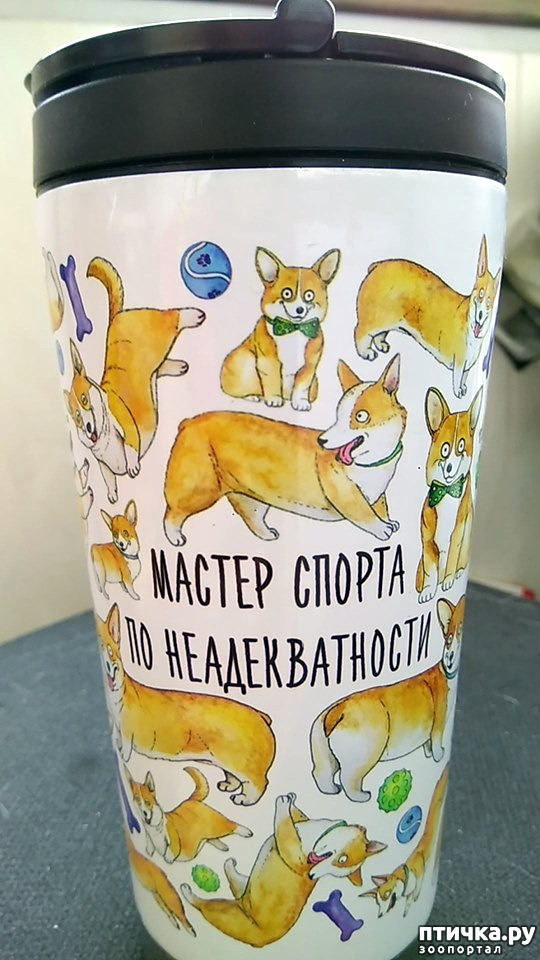 МАСТЕР СПОРТА
ПО НЕАДЕКВАТНОСТИ
птичка.ру
зоопортал